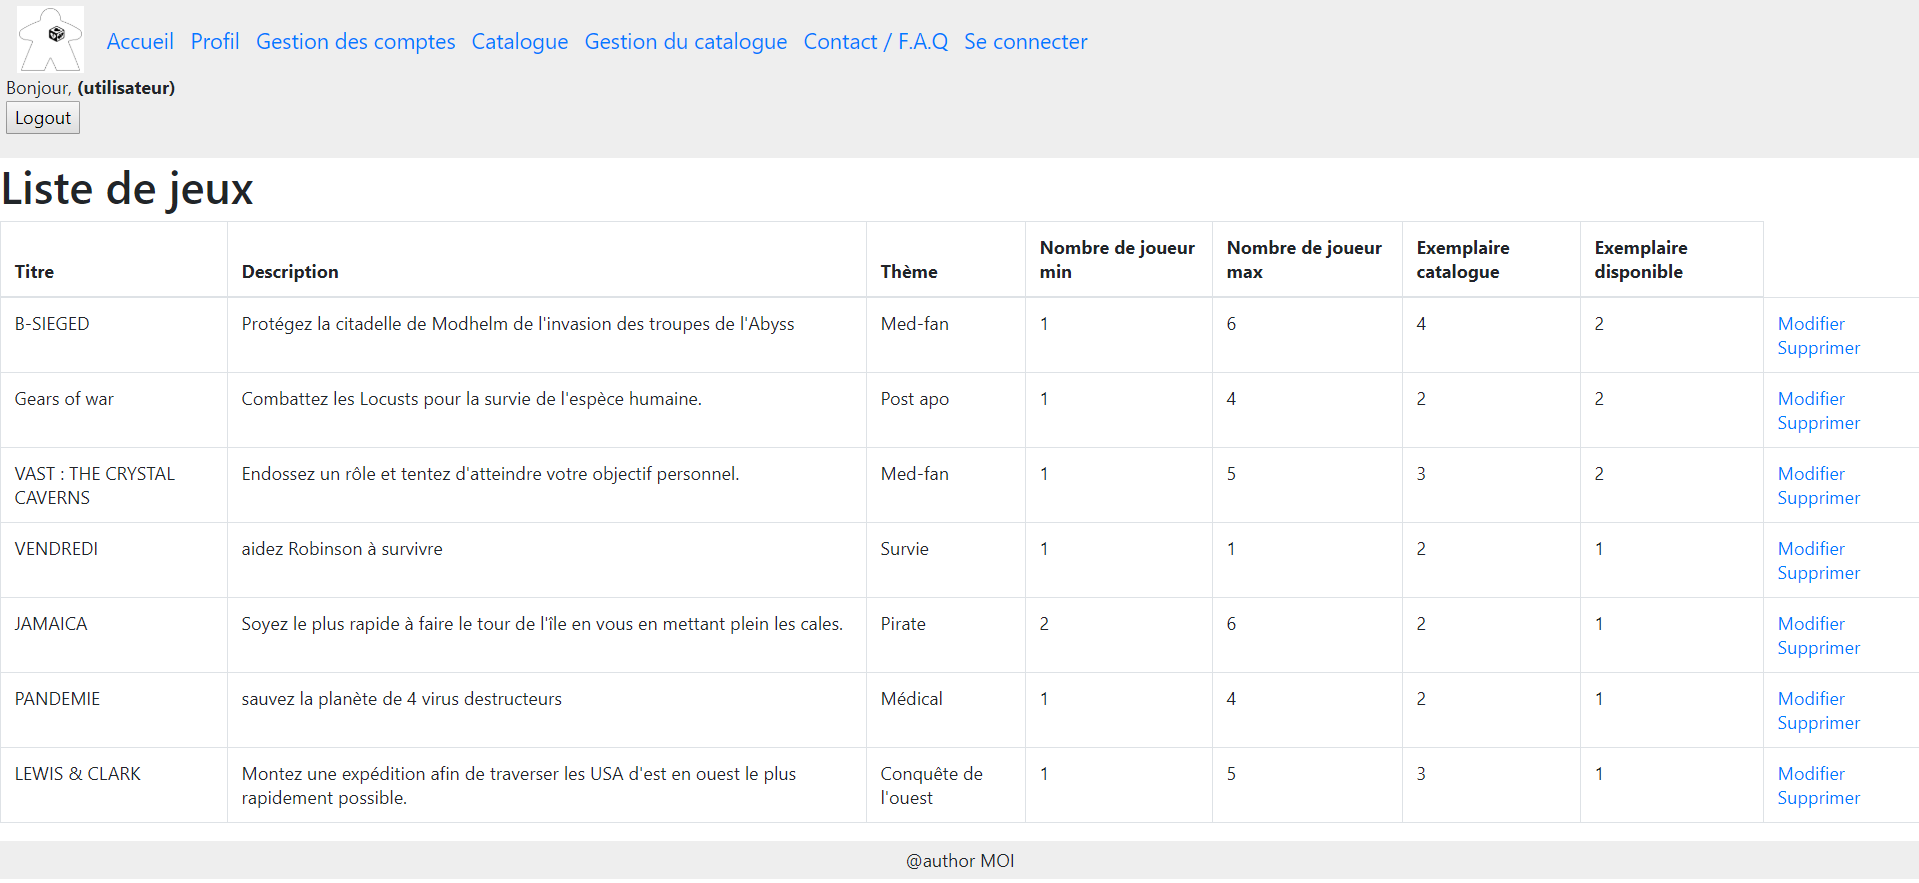 Accueil Profil Gestion des comptes Catalogue Gestion du catalogue Contact / F.A.Q Se connecter
Bonjour, (utilisateur)
Logout
Liste de jeux
Titre Description Thème Nombre de joueur min Nombre de joueur max Exemplaire catalogue Exemplaire disponible
B-SIEGED Protégez la citadelle de Modhelm de l'invasion des troupes de l'Abyss Med-fan 1 6 4 2 Modifier
Supprimer
Gears of war Combattez les Locusts pour la survie de l'espèce humaine. Post apo 1 4 2 2 Modifier
Supprimer
VAST : THE CRYSTAL CAVERNS Endossez un rôle et tentez d'atteindre votre objectif personnel. Med-fan 1 5 3 2 Modifier
Supprimer
VENDREDI aidez Robinson à survivre Survie 1 1 2 1 Modifier
Supprimer
JAMAICA Soyez le plus rapide à faire le tour de l'île en vous en mettant plein les cales. Pirate 2 6 2 1 Modifier
Supprimer
PANDEMIE sauvez la planète de 4 virus destructeurs Médical 1 4 2 1 Modifier
Supprimer
LEWIS & CLARK Montez une expédition afin de traverser les USA d'est en ouest le plus rapidement possible. Conquête de l'ouest 1 5 3 1 Modifier
Supprimer
@author MOI